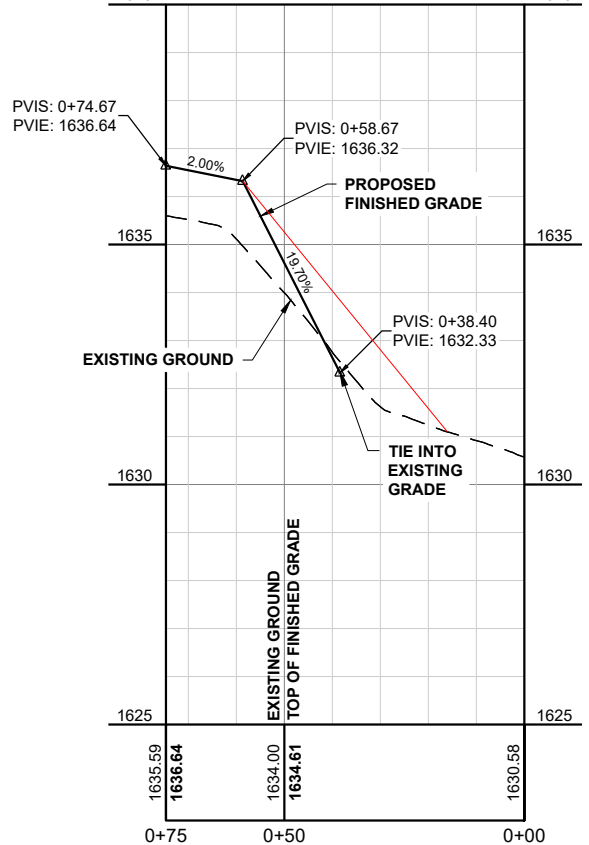 PVIS: 0+74.67
PVIE: 1636.64
2.00%
PVIS: 0+58.67
PVIE: 1636.32
PROPOSED
FINISHED GRADE
1635
1635
19.70%
PVIS: 0+38.40
PVIE: 1632.33
EXISTING GROUND
TIE INTO
EXISTING
GRADE
1630
1630
EXISTING GROUND
TOP OF FINISHED GRADE
1625
1625
1635.59
1636.64
1634.00
1634.61
1630.58
0+75
0+50
0+00